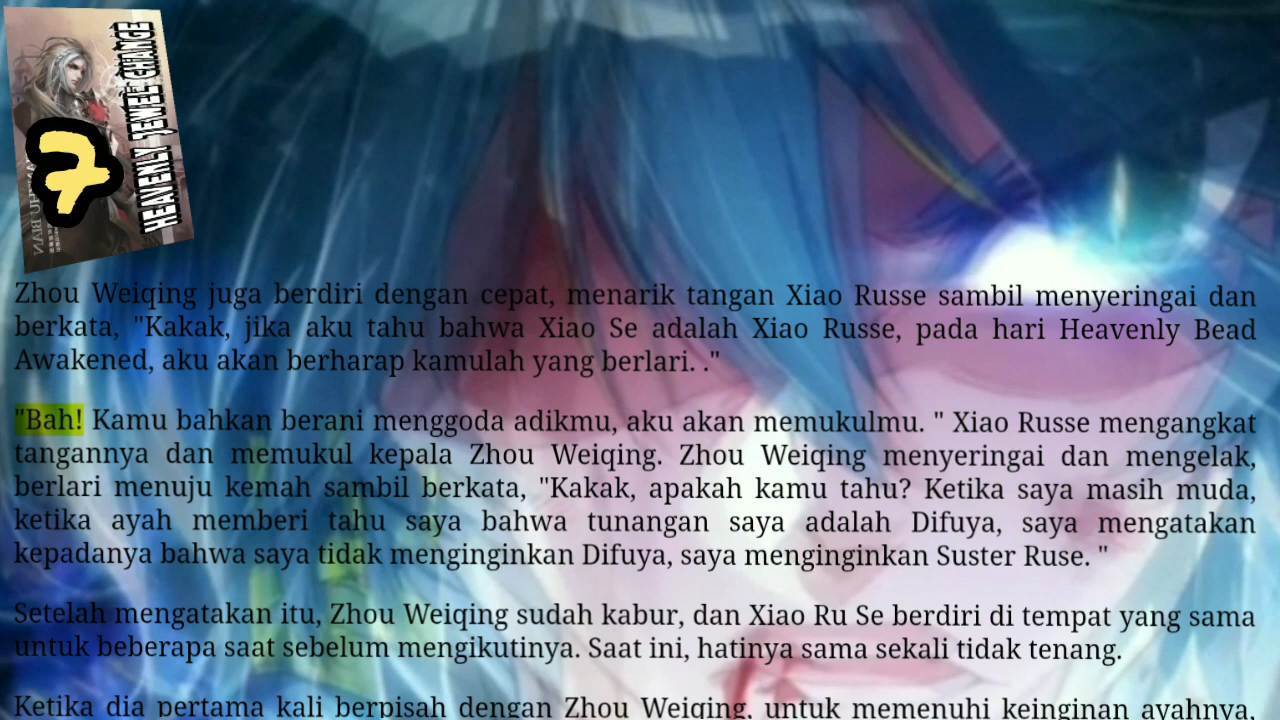 HEAVENLY JEWEL CHANGE
7
Zhou Weiqing juga berdiri dengan cepat, menarik tangan Xiao Russe sambil menyeringai dan
berkata, "Kakak, jika aku tahu bahwa Xiao Se adalah Xiao Russe, pada hari Heavenly Bead
Awakened, aku akan berharap kamulah yang berlari. ."
"Bah! Kamu bahkan berani menggoda adikmu, aku akan memukulmu. " Xiao Russe mengangkat
tangannya dan memukul kepala Zhou Weiqing. Zhou Weiqing menyeringai dan mengelak,
berlari menuju kemah sambil berkata, "Kakak, apakah kamu tahu? Ketika saya masih muda,
ketika ayah memberi tahu saya bahwa tunangan saya adalah Difuya, saya mengatakan
kepadanya bahwa saya tidak menginginkan Difuya, saya menginginkan Suster Ruse. "
Setelah mengatakan itu, Zhou Weiqing sudah kabur, dan Xiao Ru Se berdiri di tempat yang sama
untuk beberapa saat sebelum mengikutinya. Saat ini, hatinya sama sekali tidak tenang.
Ketika dia pertama kali berpisah dengan Zhou Weiqing, untuk memenuhi keinginan ayahnya,